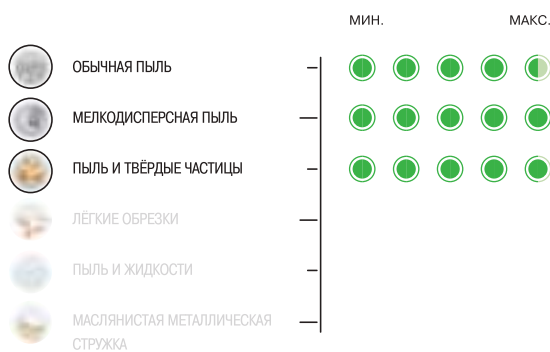 МИН. МАКС.
ОБЫЧНАЯ ПЫЛЬ
МЕЛКОДИСПЕРСНАЯ ПЫЛЬ
ПЫЛЬ И ТВЁРДЫЕ ЧАСТИЦЫ
ЛЁГКИЕ ОБРЕЗКИ
ПЫЛЬ И ЖИДКОСТИ
МАСЛЯНИСТАЯ МЕТАЛЛИЧЕСКАЯ
СТРУЖКА